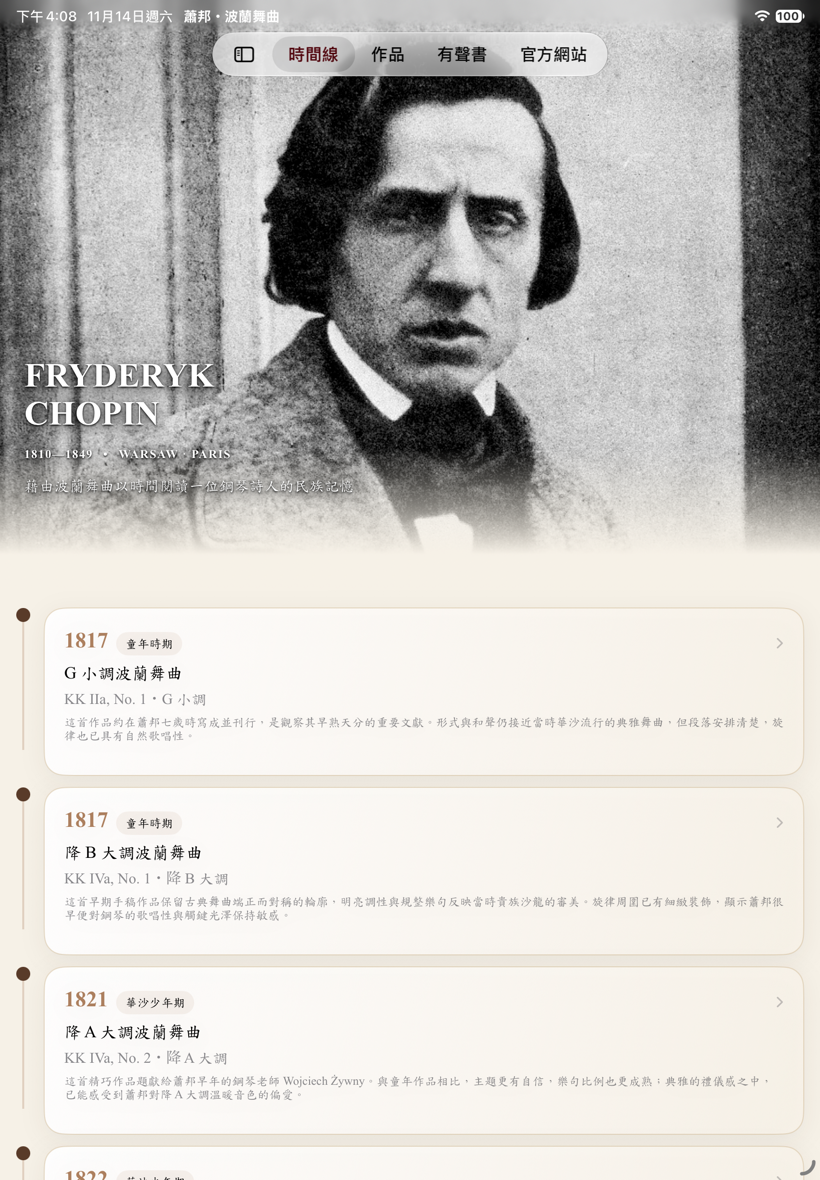 下午4:08 11月14日週六 蕭邦・波蘭舞曲
100
時間線 作品 有聲書 官方網站
FRYDERYK
CHOPIN
1810—1849 • WARSAW · PARIS
藉由波蘭舞曲以時間閱讀一位鋼琴詩人的民族記憶
1817 童年時期
G 小調波蘭舞曲
KK IIa, No. 1・G 小調
這首作品約在蕭邦七歲時寫成並刊行，是觀察其早熟天分的重要文獻。形式與和聲仍接近當時華沙流行的典雅舞曲，但段落安排清楚，旋
律也已具有自然歌唱性。
1817 童年時期
降 B 大調波蘭舞曲
KK IVa, No. 1・降 B 大調
這首早期手稿作品保留古典舞曲端正而對稱的輪廓，明亮調性與規整樂句反映當時貴族沙龍的審美。旋律周圍已有細緻裝飾，顯示蕭邦很
早便對鋼琴的歌唱性與觸鍵光澤保持敏感。
1821 華沙少年期
降 A 大調波蘭舞曲
KK IVa, No. 2・降 A 大調
這首精巧作品題獻給蕭邦早年的鋼琴老師 Wojciech Żywny。與童年作品相比，主題更有自信，樂句比例也更成熟；典雅的禮儀感之中，
已能感受到蕭邦對降 A 大調溫暖音色的偏愛。
1822 華沙少年期